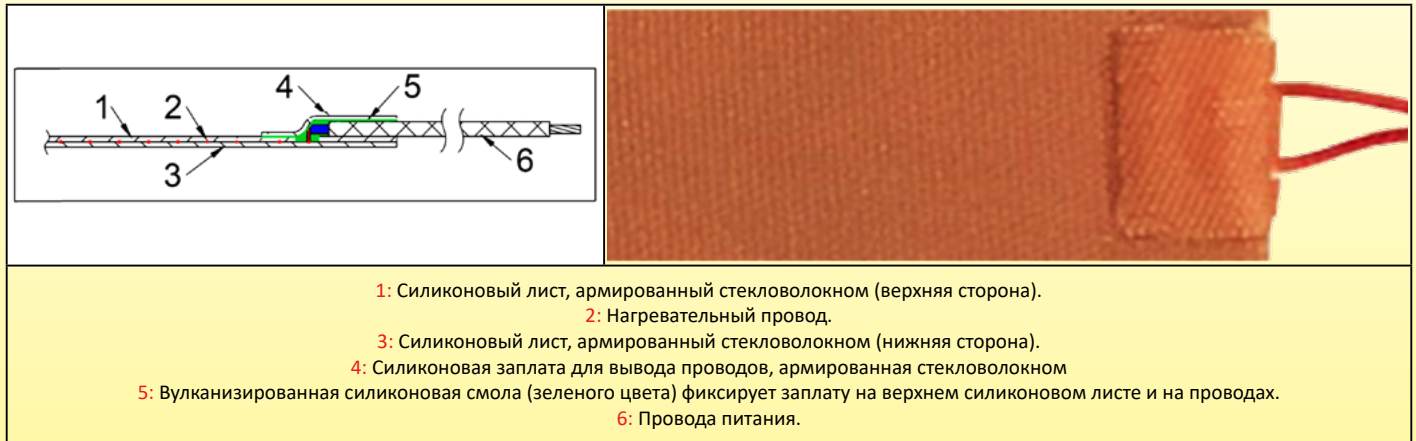 1
2
4
5
3
6
1: Силиконовый лист, армированный стекловолокном (верхняя сторона).
2: Нагревательный провод.
3: Силиконовый лист, армированный стекловолокном (нижняя сторона).
4: Силиконовая заплата для вывода проводов, армированная стекловолокном
5: Вулканизированная силиконовая смола (зеленого цвета) фиксирует заплату на верхнем силиконовом листе и на проводах.
6: Провода питания.